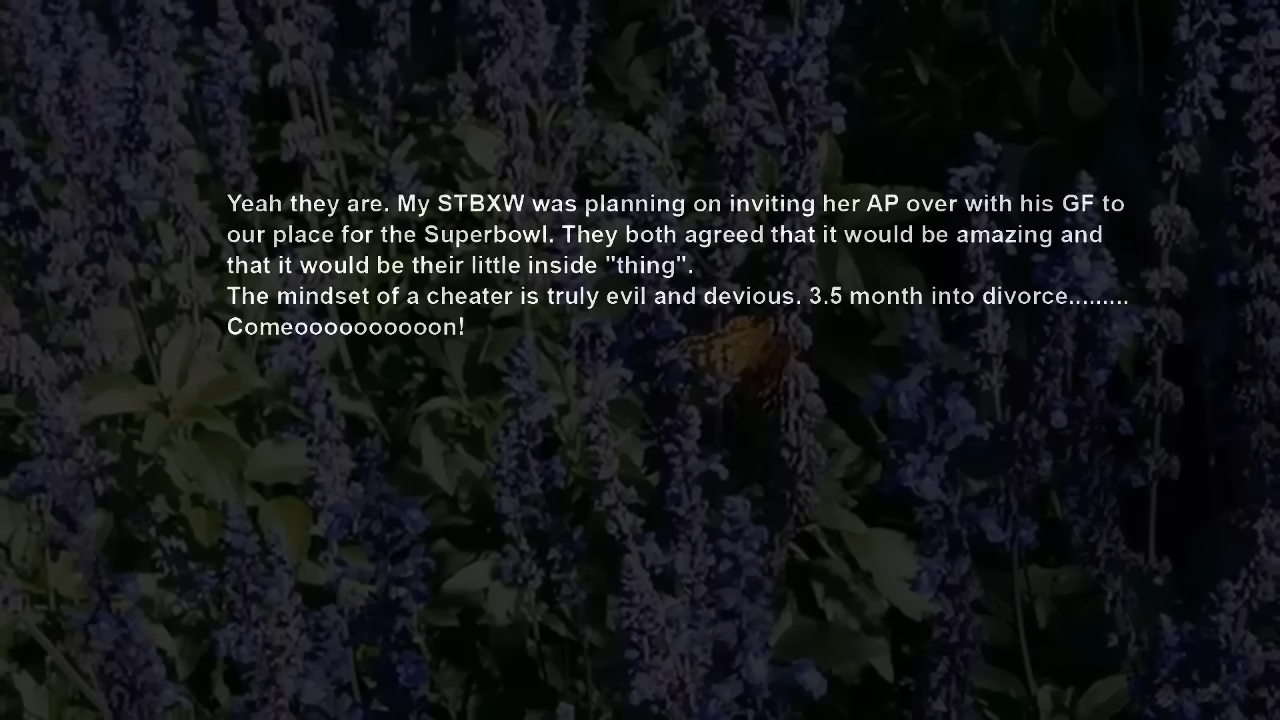 Yeah they are. My STBXW was planning on inviting her AP over with his GF to
our place for the Superbowl. They both agreed that it would be amazing and
that it would be their little inside "thing".
The mindset of a cheater is truly evil and devious. 3.5 month into divorce.........
Comeoooooooooon!